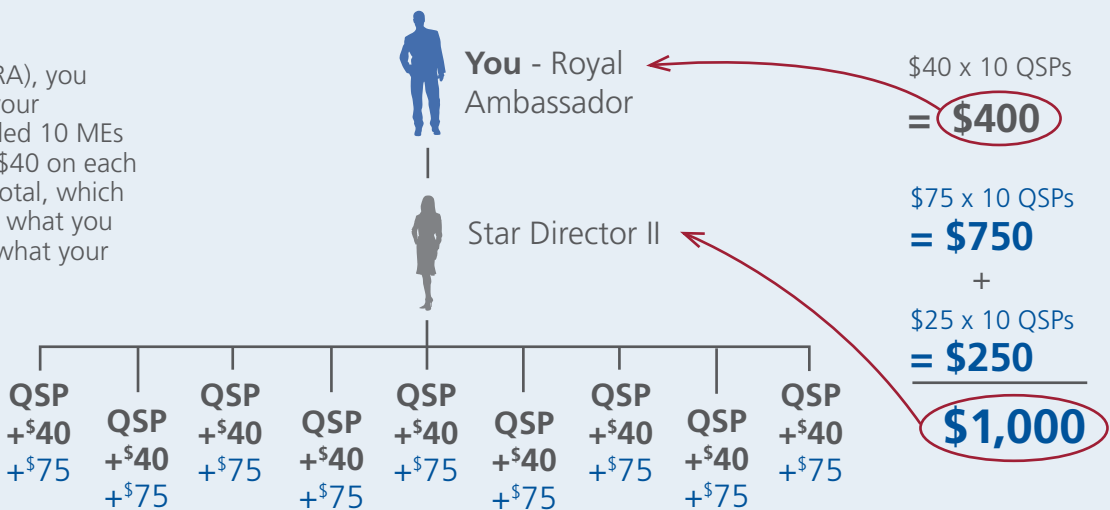 RA), you
your
led 10 MEs
$40 on each
otal, which
what you
what your
You - Royal
Ambassador
Star Director II
$40 x 10 QSPs
= $400
$75 x 10 QSPs
= $750
+
$25 x 10 QSPs
= $250
$1,000
QSP
+$40
+$75
QSP
+$40
+$75
QSP
+$40
+$75
QSP
+$40
+$75
QSP
+$40
+$75
QSP
+$40
+$75
QSP
+$40
+$75
QSP
+$40
+$75
QSP
+$40
+$75